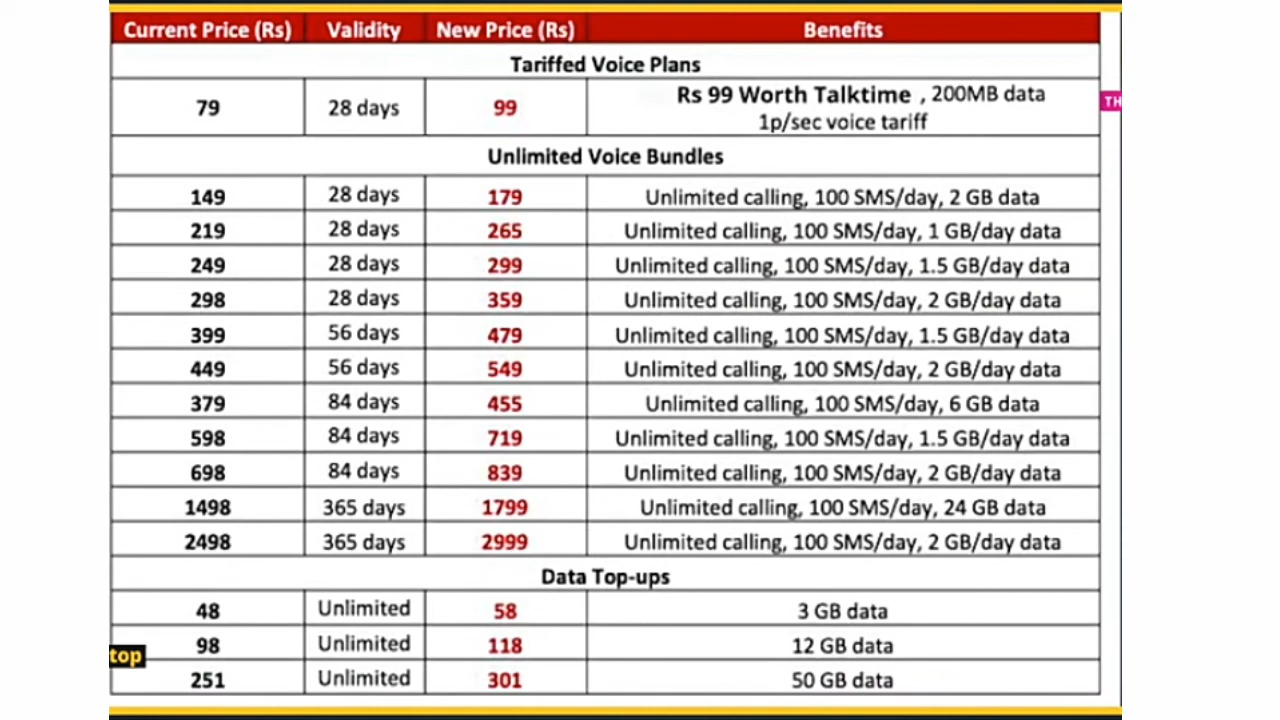 Current Price (Rs) Validity New Price (Rs) Benefits
Tariffed Voice Plans
79 28 days 99 Rs 99 Worth Talktime , 200MB data
1p/sec voice tariff
TH
Unlimited Voice Bundles
149 28 days 179 Unlimited calling, 100 SMS/day, 2 GB data
219 28 days 265 Unlimited calling, 100 SMS/day, 1 GB/day data
249 28 days 299 Unlimited calling, 100 SMS/day, 1.5 GB/day data
298 28 days 359 Unlimited calling, 100 SMS/day, 2 GB/day data
399 56 days 479 Unlimited calling, 100 SMS/day, 1.5 GB/day data
449 56 days 549 Unlimited calling, 100 SMS/day, 2 GB/day data
379 84 days 455 Unlimited calling, 100 SMS/day, 6 GB data
598 84 days 719 Unlimited calling, 100 SMS/day, 1.5 GB/day data
698 84 days 839 Unlimited calling, 100 SMS/day, 2 GB/day data
1498 365 days 1799 Unlimited calling, 100 SMS/day, 24 GB data
2498 365 days 2999 Unlimited calling, 100 SMS/day, 2 GB/day data
Data Top-ups
48 Unlimited 58 3 GB data
98 Unlimited 118 12 GB data
top
251 Unlimited 301 50 GB data